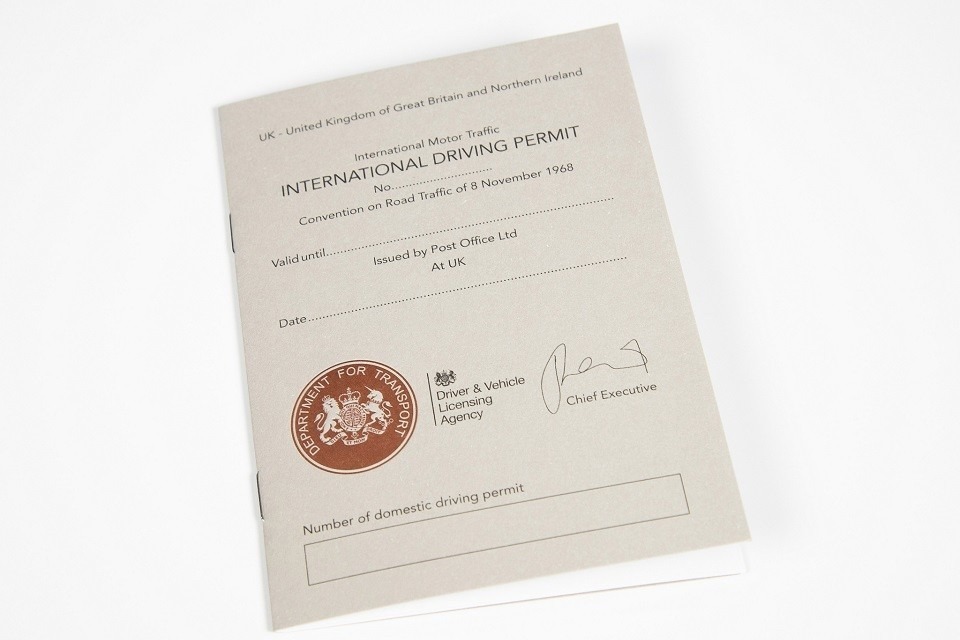 UK - United Kingdom of Great Britain and Northern Ireland
International Motor Traffic
INTERNATIONAL DRIVING PERMIT
No.............................
Convention on Road Traffic of 8 November 1968
Valid until................................................................................
Issued by Post Office Ltd
At UK
Date................................................................................
DEPARTMENT FOR TRANSPORT
Driver & Vehicle
Licensing
Agency
Chief Executive
Number of domestic driving permit